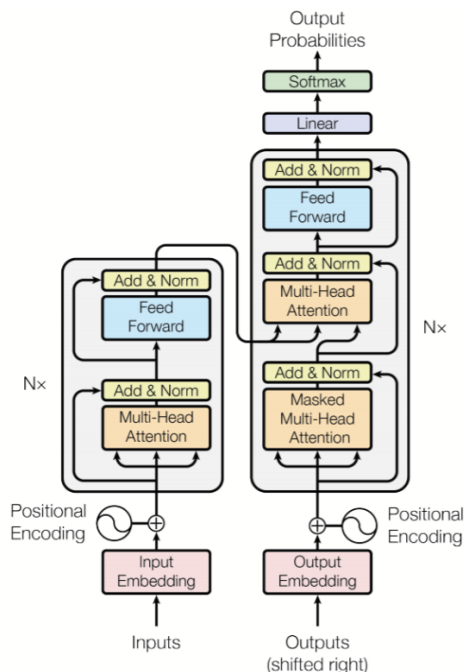 Output
Probabilities
Softmax
Linear
Add & Norm
Feed
Forward
Add & Norm
Multi-Head
Attention
Add & Norm
Masked
Multi-Head
Attention
N×
Add & Norm
Feed
Forward
Add & Norm
Multi-Head
Attention
N×
Positional
Encoding
Positional
Encoding
Input
Embedding
Output
Embedding
Inputs
Outputs
(shifted right)